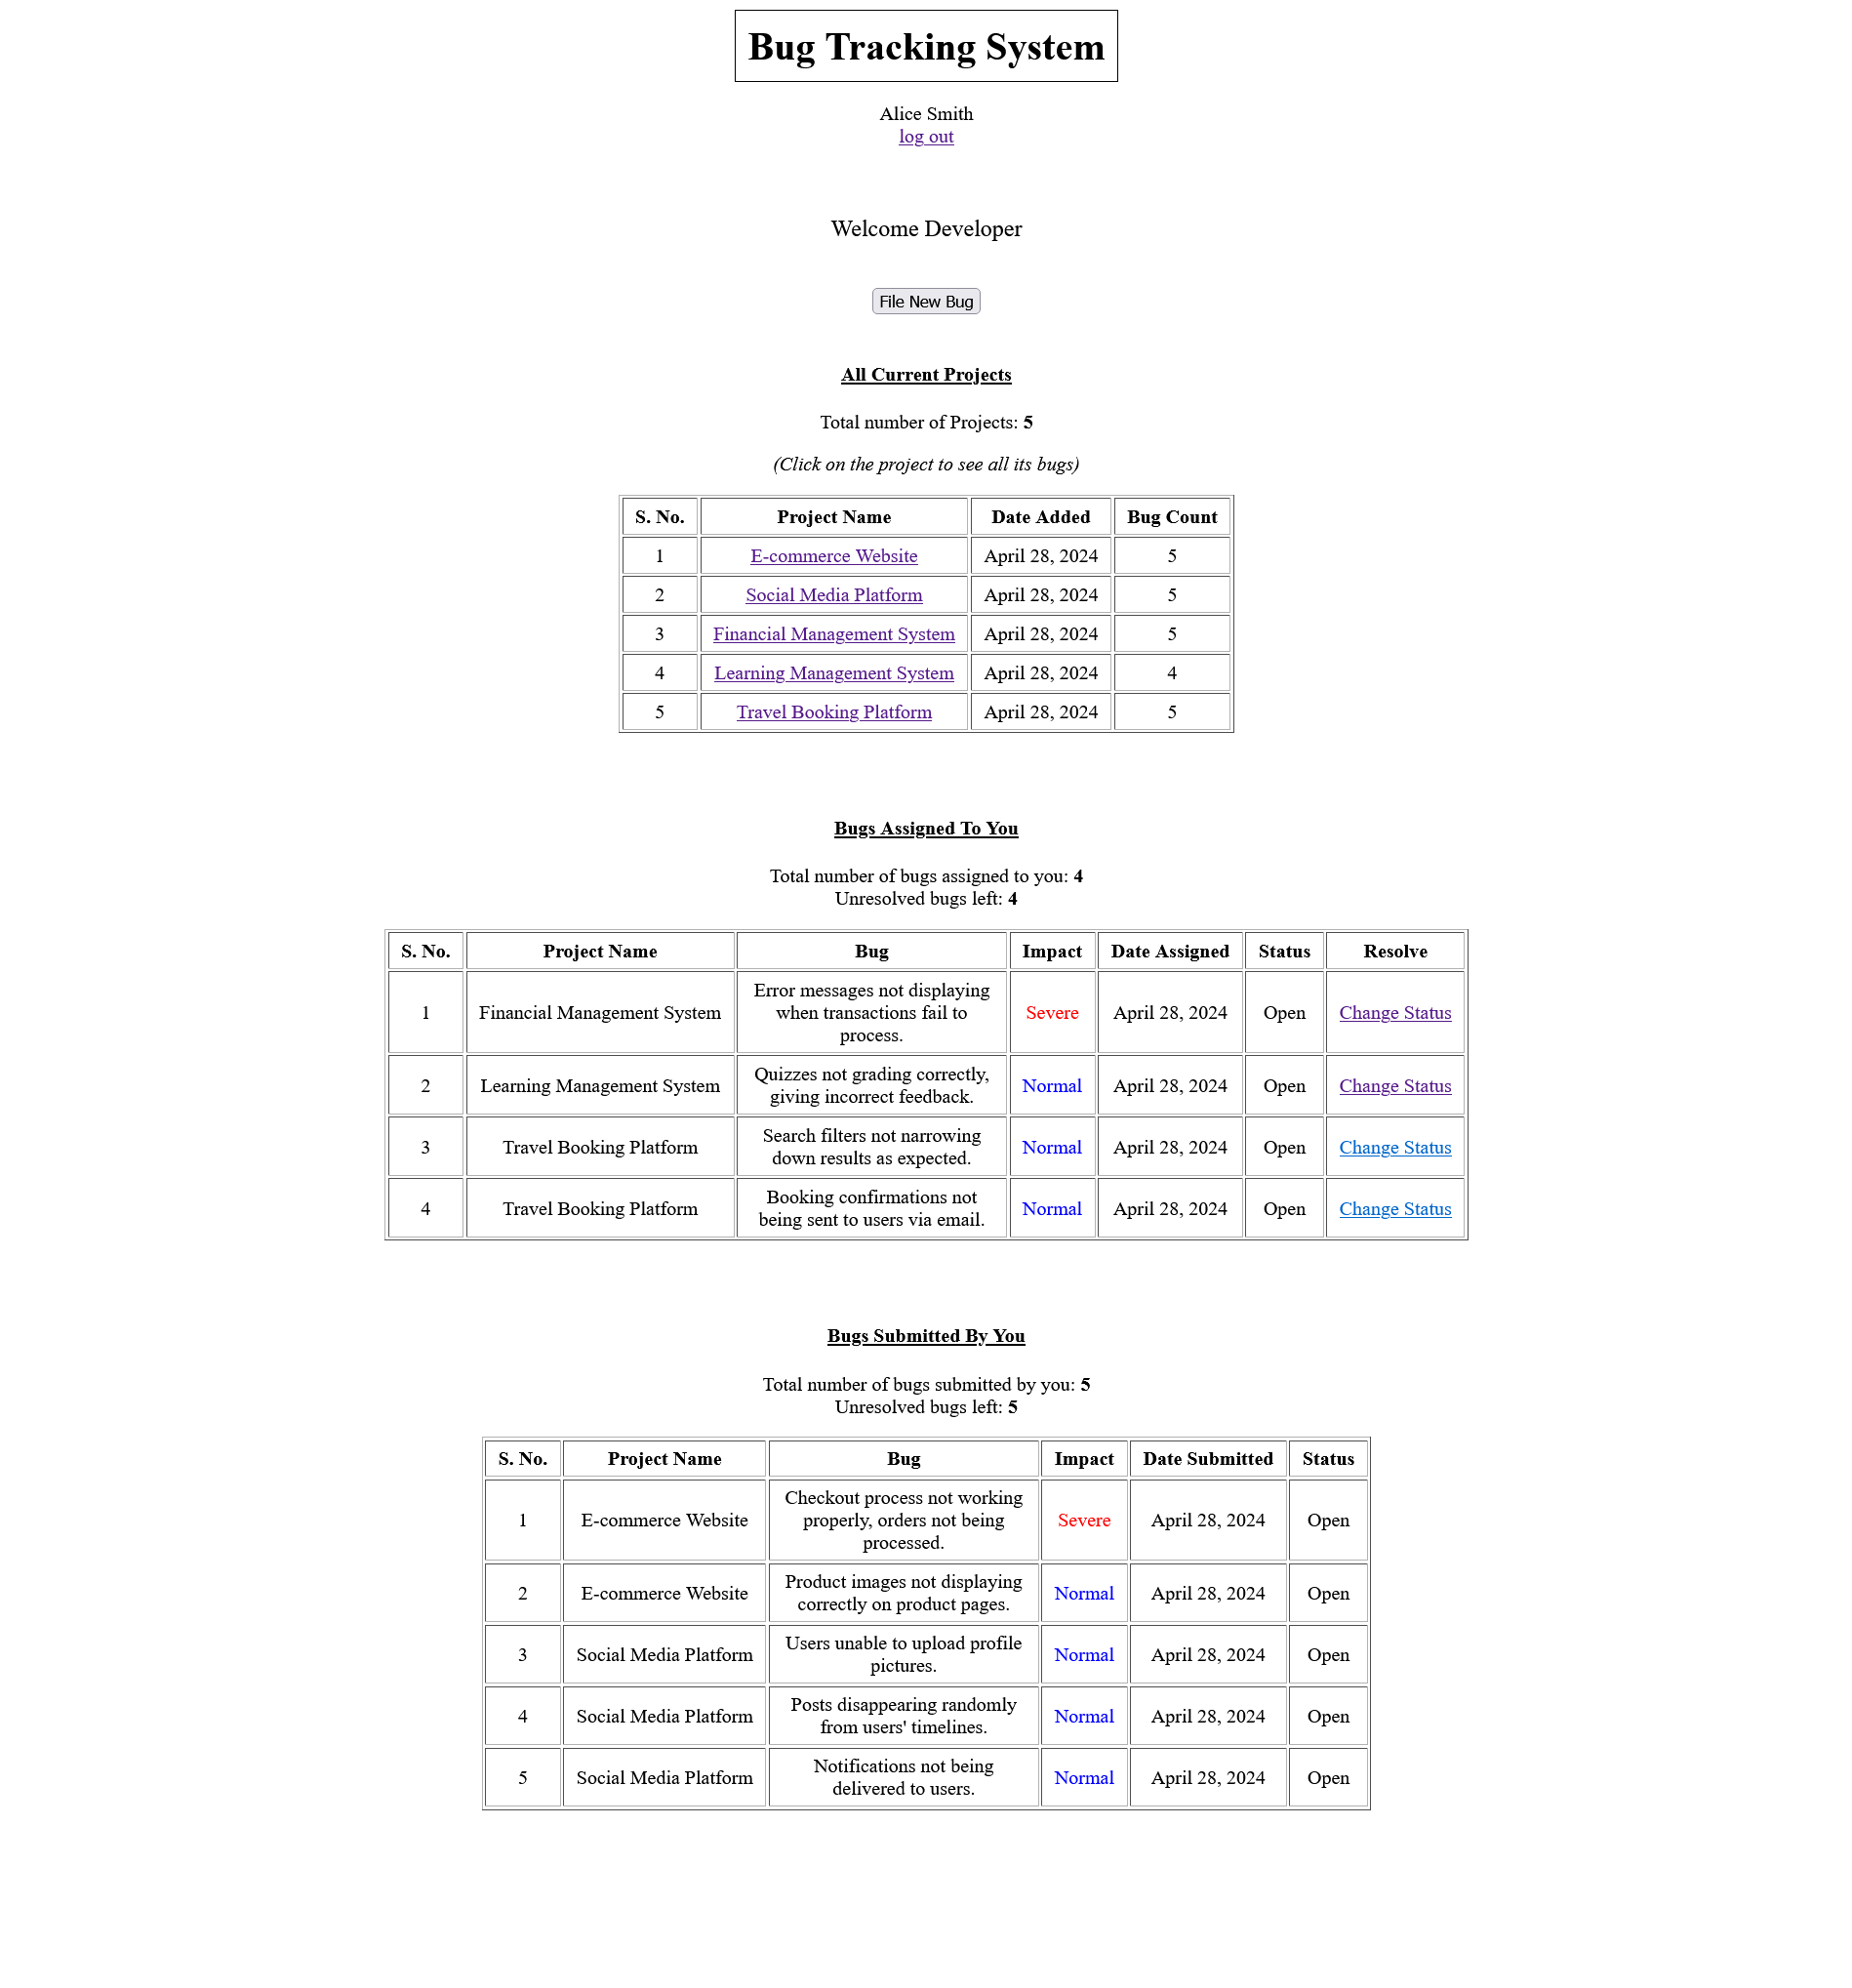 Bug Tracking System
Alice Smith
log out
Welcome Developer
File New Bug
All Current Projects
Total number of Projects: 5
(Click on the project to see all its bugs)
S. No. Project Name Date Added Bug Count
1 E-commerce Website April 28, 2024 5
2 Social Media Platform April 28, 2024 5
3 Financial Management System April 28, 2024 5
4 Learning Management System April 28, 2024 4
5 Travel Booking Platform April 28, 2024 5
Bugs Assigned To You
Total number of bugs assigned to you: 4
Unresolved bugs left: 4
S. No. Project Name Bug Impact Date Assigned Status Resolve
1 Financial Management System Error messages not displaying
when transactions fail to
process. Severe April 28, 2024 Open Change Status
2 Learning Management System Quizzes not grading correctly,
giving incorrect feedback. Normal April 28, 2024 Open Change Status
3 Travel Booking Platform Search filters not narrowing
down results as expected. Normal April 28, 2024 Open Change Status
4 Travel Booking Platform Booking confirmations not
being sent to users via email. Normal April 28, 2024 Open Change Status
Bugs Submitted By You
Total number of bugs submitted by you: 5
Unresolved bugs left: 5
S. No. Project Name Bug Impact Date Submitted Status
1 E-commerce Website Checkout process not working
properly, orders not being
processed. Severe April 28, 2024 Open
2 E-commerce Website Product images not displaying
correctly on product pages. Normal April 28, 2024 Open
3 Social Media Platform Users unable to upload profile
pictures. Normal April 28, 2024 Open
4 Social Media Platform Posts disappearing randomly
from users' timelines. Normal April 28, 2024 Open
5 Social Media Platform Notifications not being
delivered to users. Normal April 28, 2024 Open